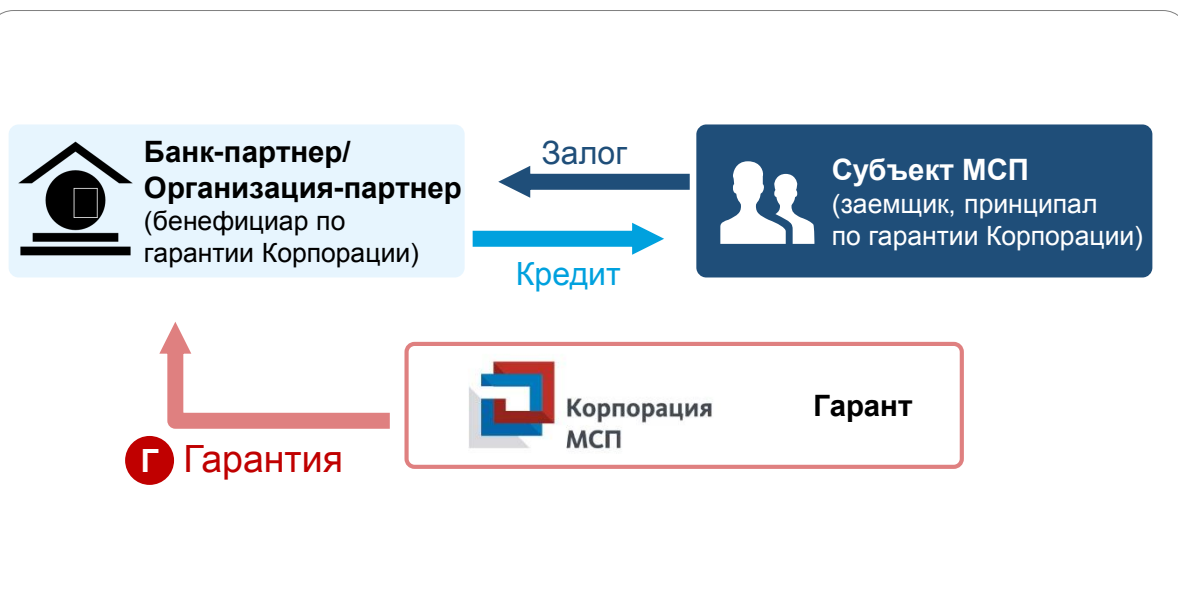 Банк-партнер/
Организация-партнер
(бенефициар по
гарантии Корпорации)
Залог
Кредит
Субъект МСП
(заемщик, принципал
по гарантии Корпорации)
Г Гарантия
Корпорация
МСП
Гарант